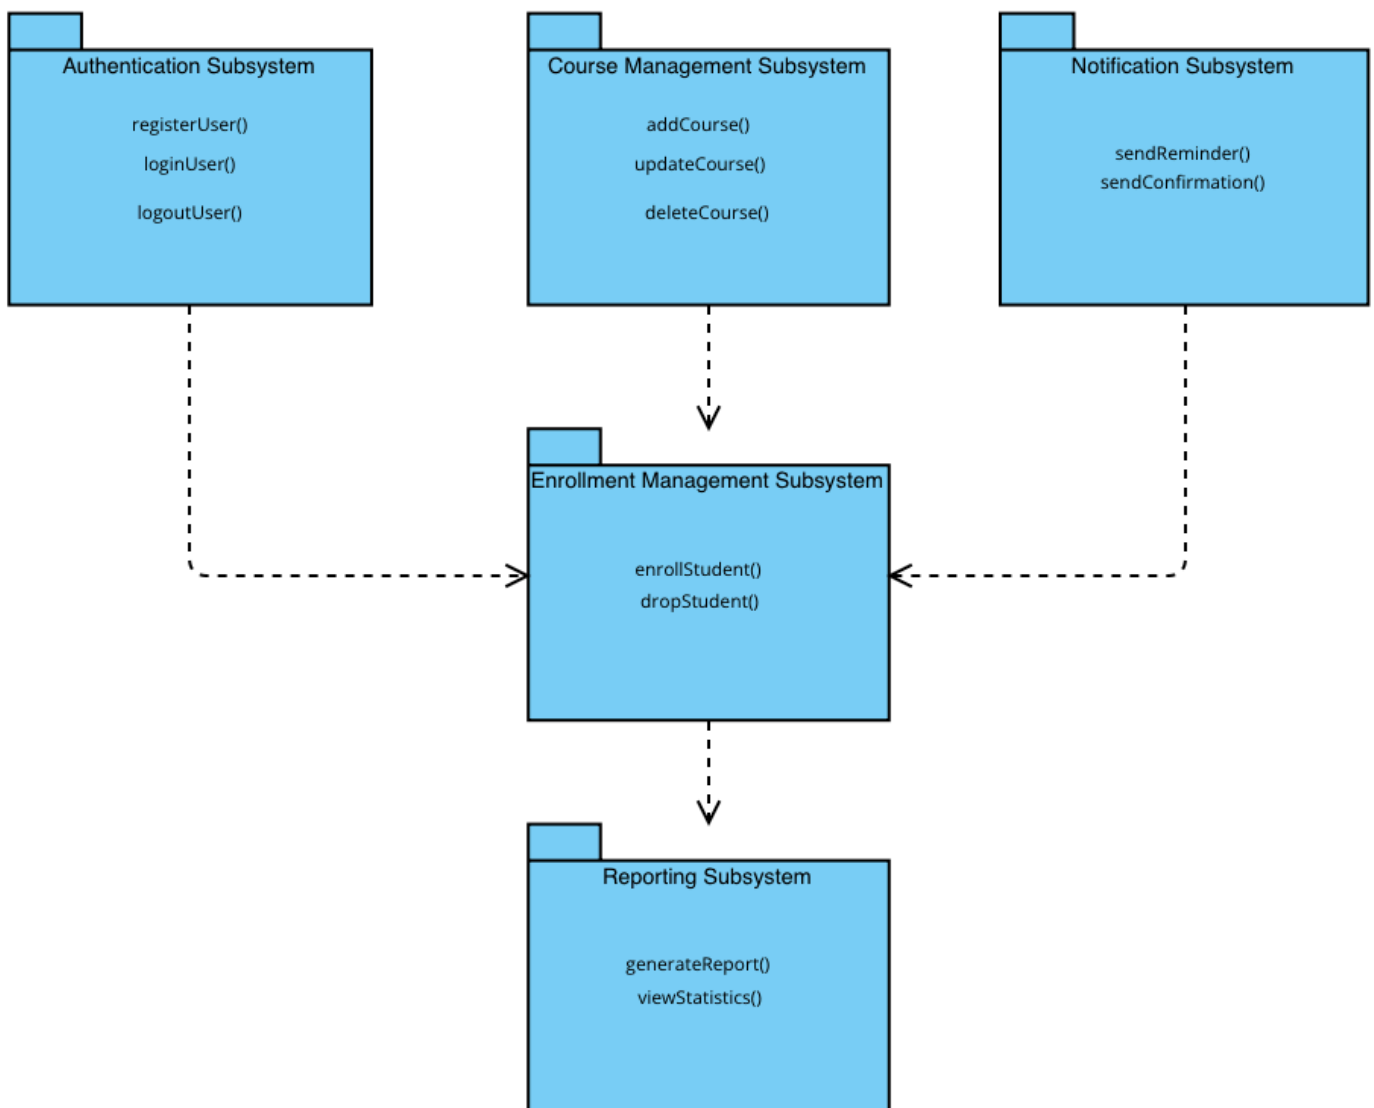 Authentication Subsystem
registerUser()
loginUser()
logoutUser()
Course Management Subsystem
addCourse()
updateCourse()
deleteCourse()
Notification Subsystem
sendReminder()
sendConfirmation()
Enrollment Management Subsystem
enrollStudent()
dropStudent()
Reporting Subsystem
generateReport()
viewStatistics()